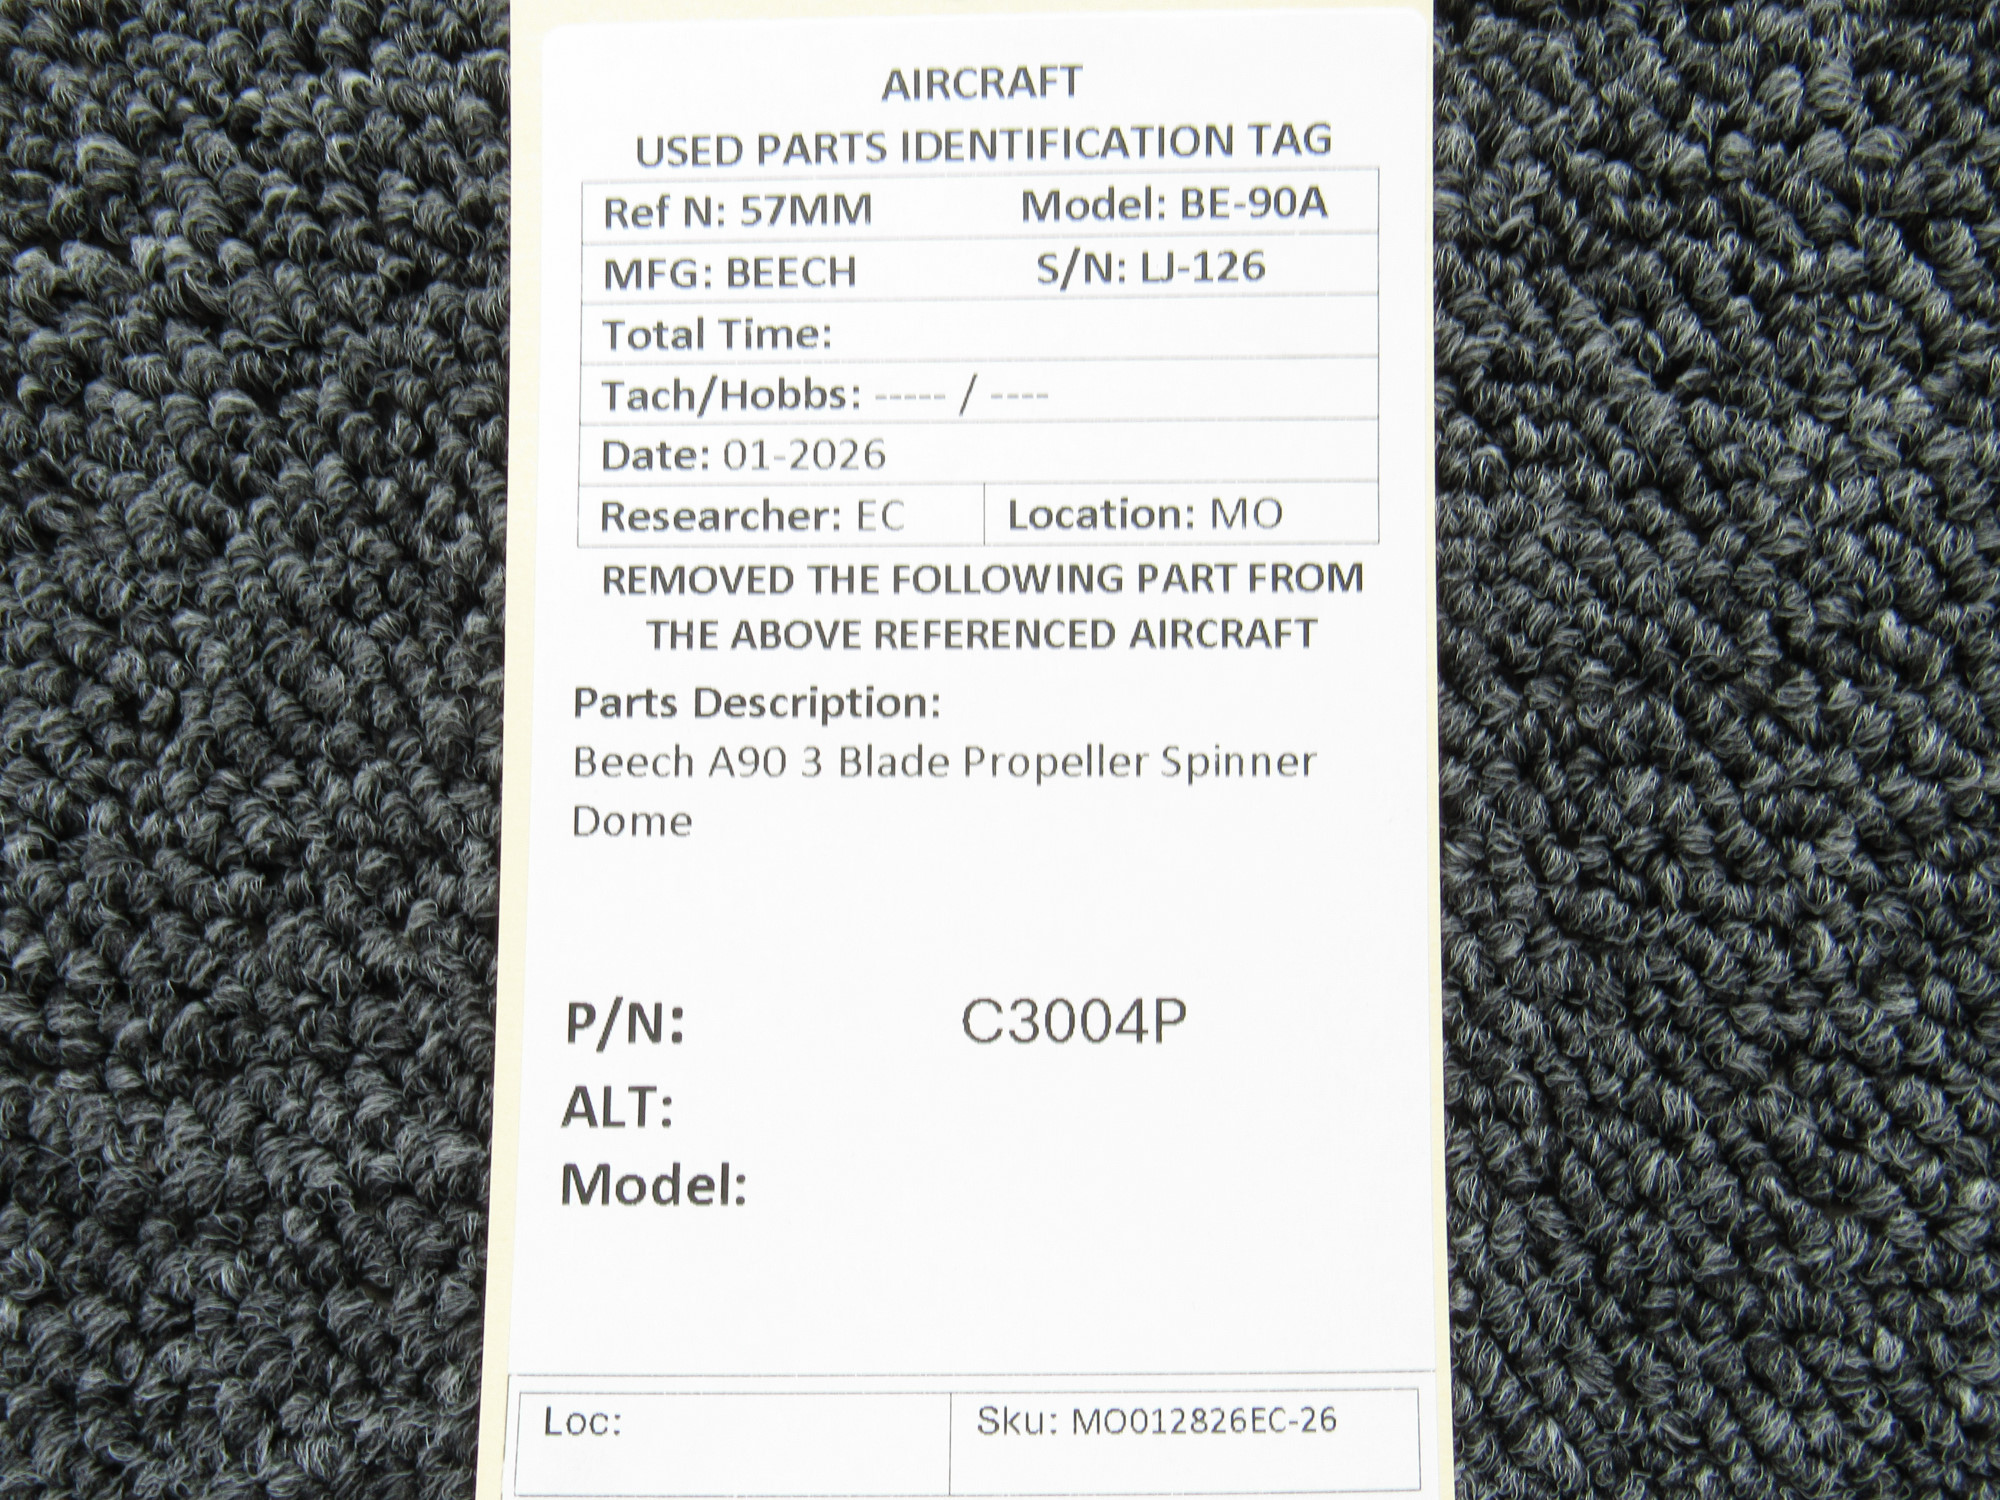 AIRCRAFT
USED PARTS IDENTIFICATION TAG
Ref N: 57MM Model: BE-90A
MFG: BEECH S/N: LJ-126
Total Time:
Tach/Hobbs: ----- / ----
Date: 01-2026
Researcher: EC Location: MO
REMOVED THE FOLLOWING PART FROM
THE ABOVE REFERENCED AIRCRAFT
Parts Description:
Beech A90 3 Blade Propeller Spinner
Dome
P/N: C3004P
ALT:
Model:
Loc: Sku: MO012826EC-26